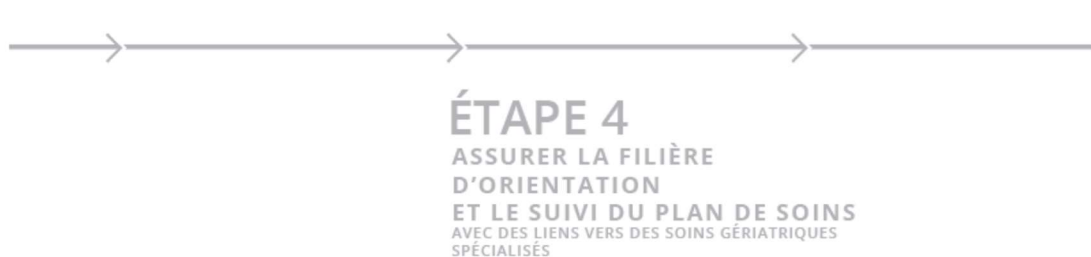 ÉTAPE 4
ASSURER LA FILIÈRE
D’ORIENTATION
ET LE SUIVI DU PLAN DE SOINS
AVEC DES LIENS VERS DES SOINS GÉRIATRIQUES
SPÉCIALISÉS